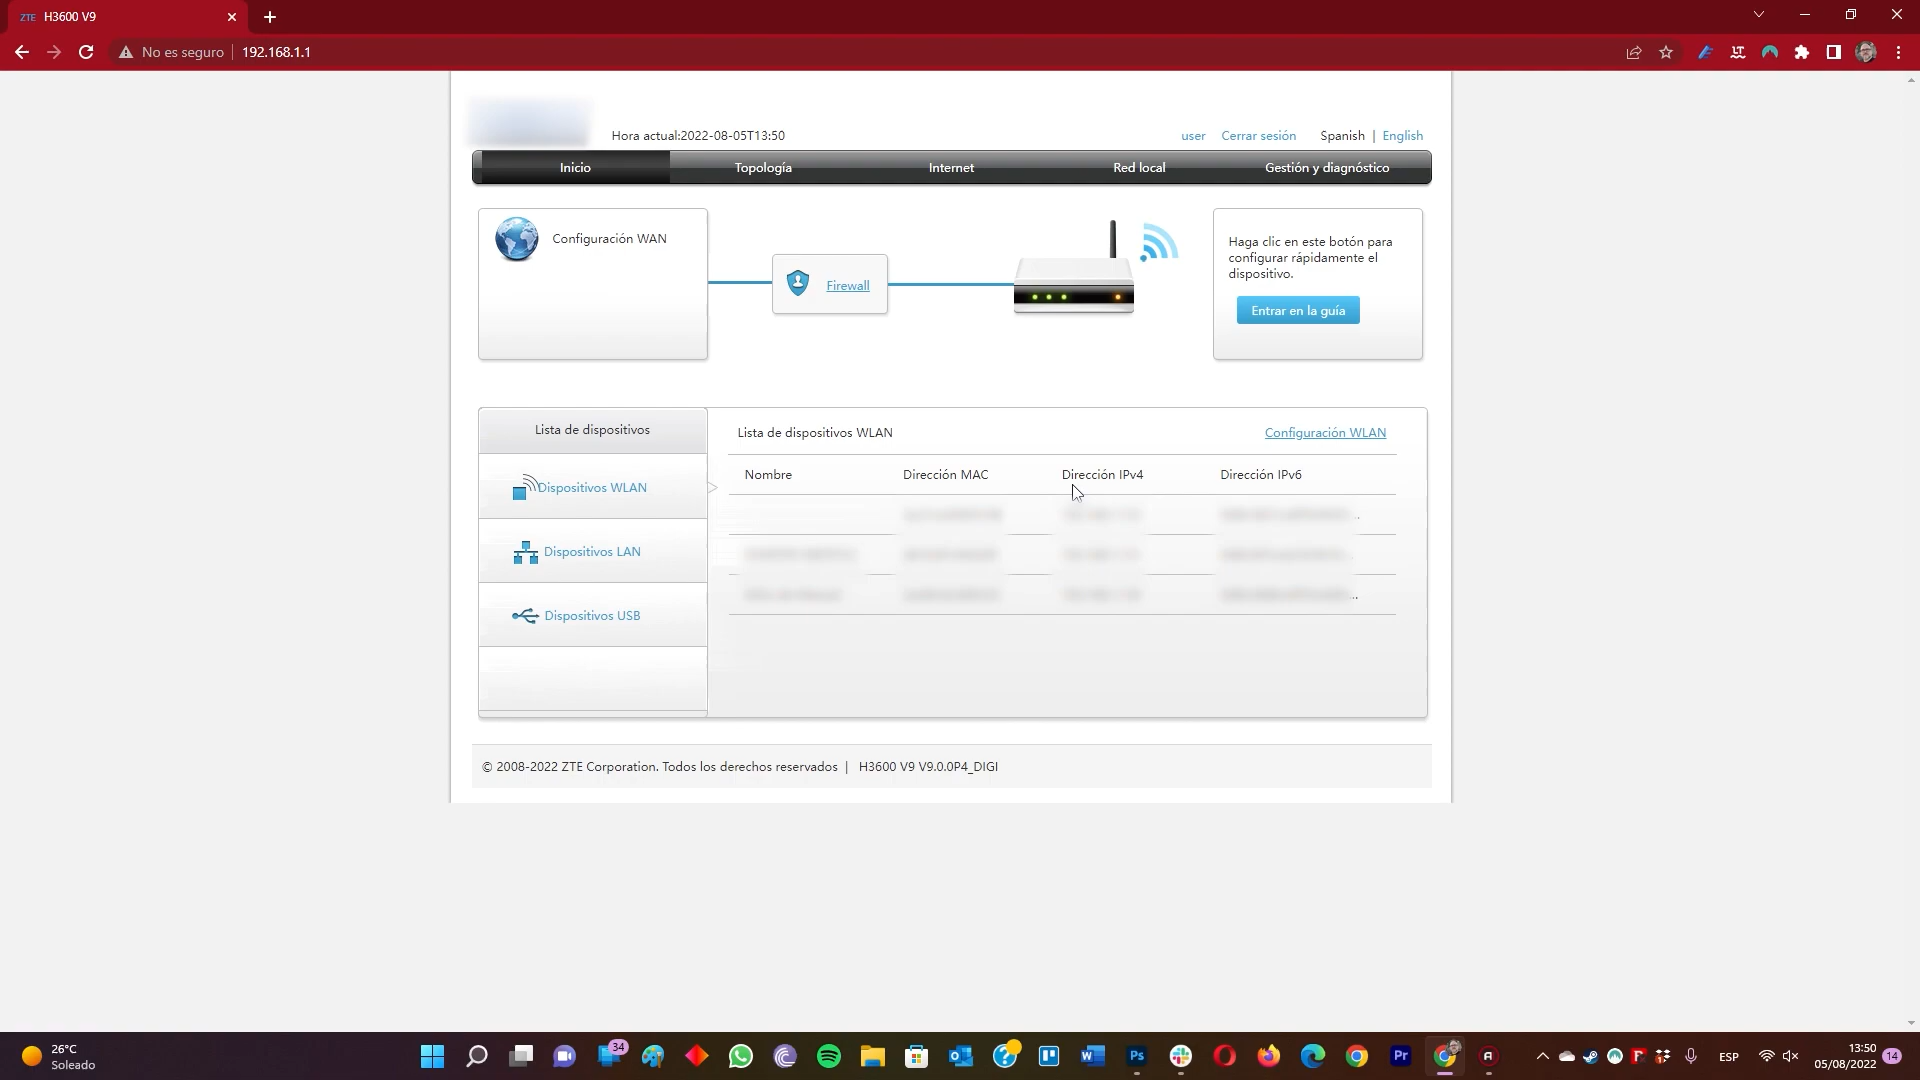 ZTE H3600 V9
No es seguro 192.168.1.1
Hora actual:2022-08-05T13:50
user Cerrar sesión Spanish | English
Inicio Topología Internet Red local Gestión y diagnóstico
Configuración WAN
Firewall
Haga clic en este botón para
configurar rápidamente el
dispositivo.
Entrar en la guía
Lista de dispositivos
Dispositivos WLAN
Dispositivos LAN
Dispositivos USB
Lista de dispositivos WLAN Configuración WLAN
Nombre Dirección MAC Dirección IPv4 Dirección IPv6
© 2008-2022 ZTE Corporation. Todos los derechos reservados | H3600 V9 V9.0.0P4_DIGI
26°C
Soleado
34
Ps
Pr
ESP
13:50
05/08/2022
14